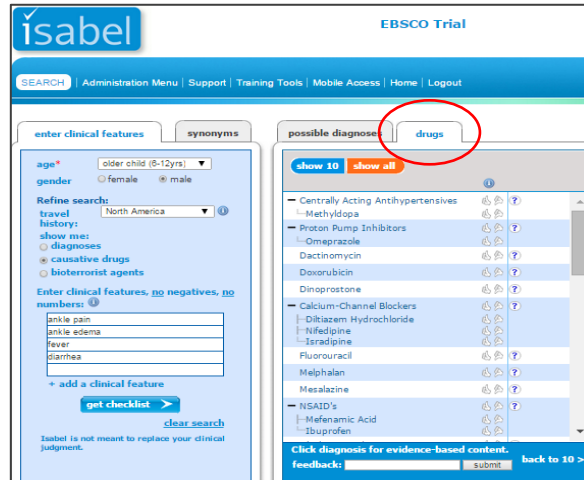 isabel
EBSCO Trial
SEARCH | Administration Menu | Support | Training Tools | Mobile Access | Home | Logout
enter clinical features
synonyms
age* older child (6-12yrs)
gender female male
Refine search:
travel history: North America
show me:
diagnoses
causative drugs
bioterrorist agents
Enter clinical features, no negatives, no
numbers:
ankle pain
ankle edema
fever
diarrhea
+ add a clinical feature
get checklist
clear search
Isabel is not meant to replace your clinical
judgment.
possible diagnoses
drugs
show 10 show all
Centrally Acting Antihypertensives ?
Methyldopa
Proton Pump Inhibitors ?
Omeprazole
Dactinomycin ?
Doxorubicin ?
Dinoprostone ?
Calcium-Channel Blockers ?
Diltiazem Hydrochloride
Nifedipine
Isradipine
Fluorouracil ?
Melphalan ?
Mesalazine ?
NSAID's ?
Mefenamic Acid
Ibuprofen
Click diagnosis for evidence-based content.
feedback: submit
back to 10 >